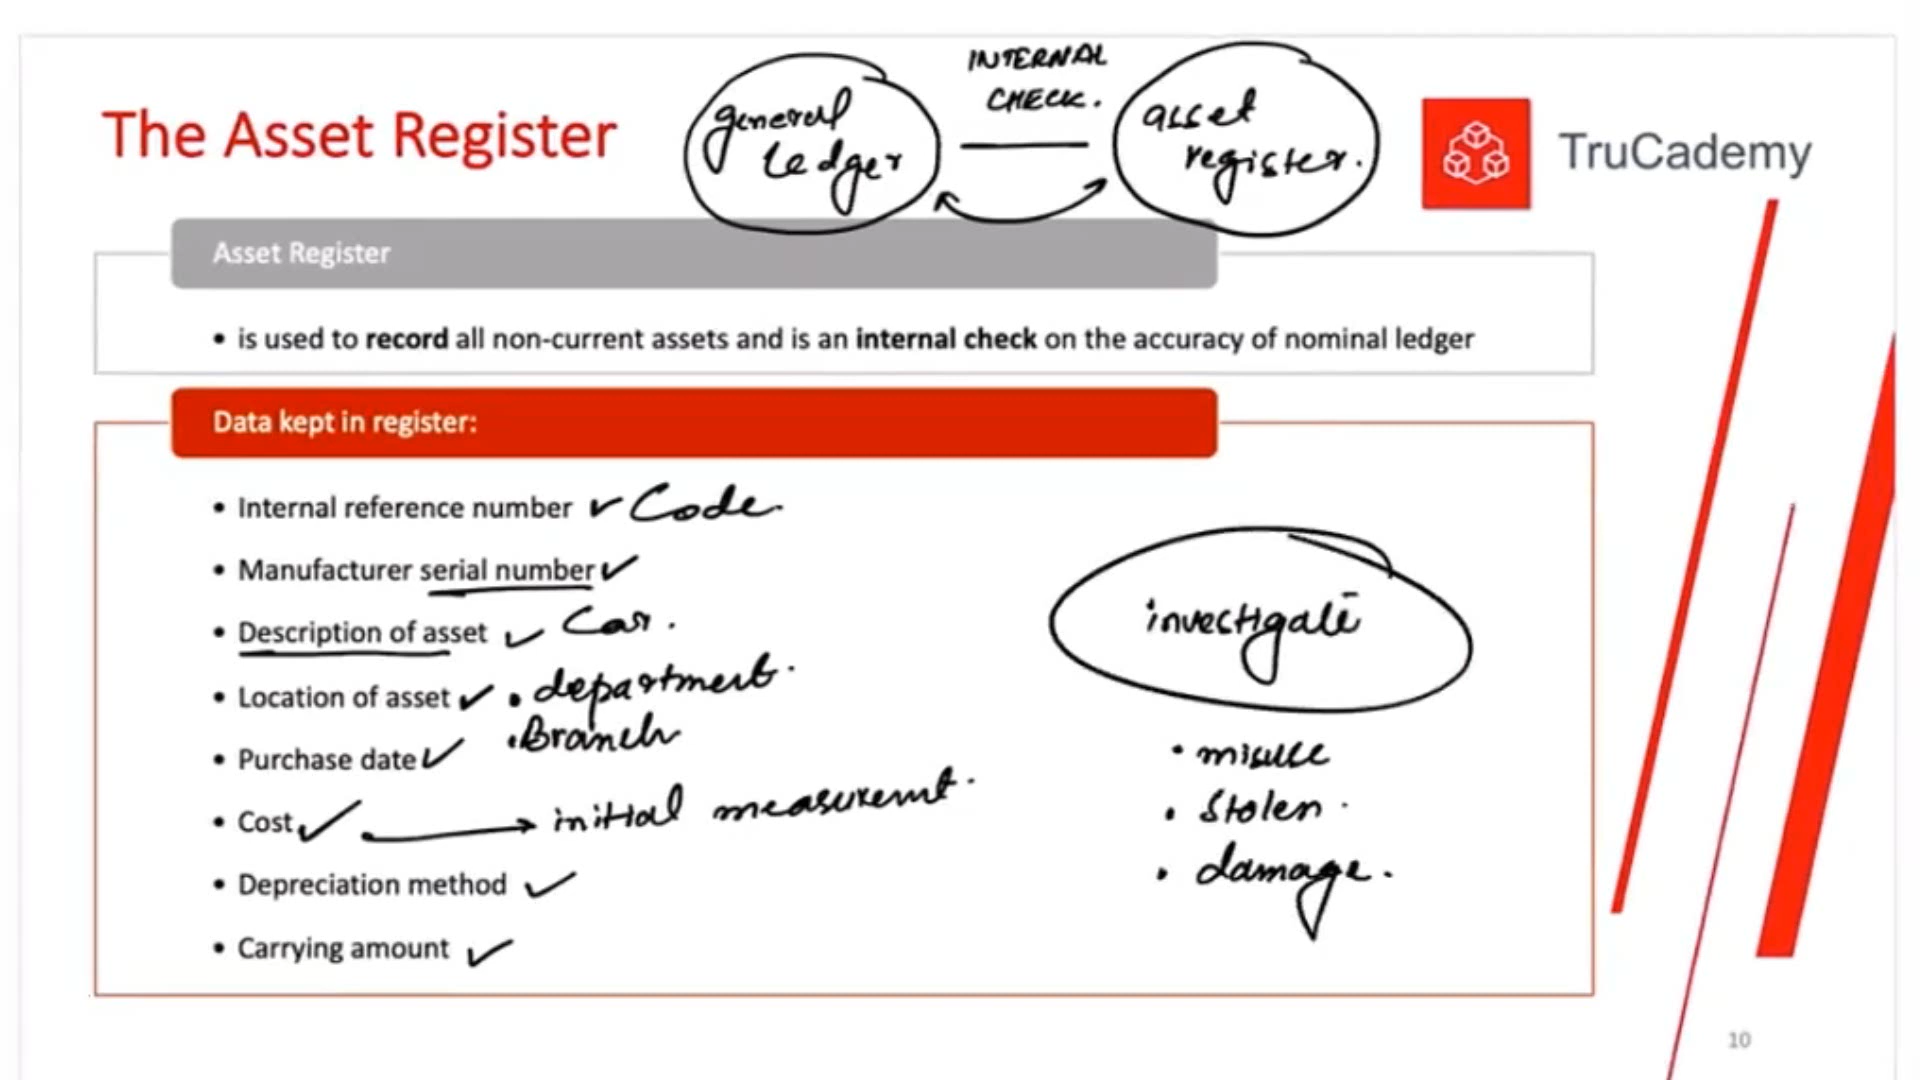 The Asset Register
general
ledger
INTERNAL
CHECK.
asset
register.
TruCademy
Asset Register
• is used to record all non-current assets and is an internal check on the accuracy of nominal ledger
Data kept in register:
• Internal reference number ✓ Code.
• Manufacturer serial number ✓
• Description of asset ✓ Car.
• Location of asset ✓ • department.
• Branch
• Purchase date ✓
• Cost ✓ → initial measuremt.
• Depreciation method ✓
• Carrying amount ✓
investigate
• misuse
• Stolen.
• damage.
10